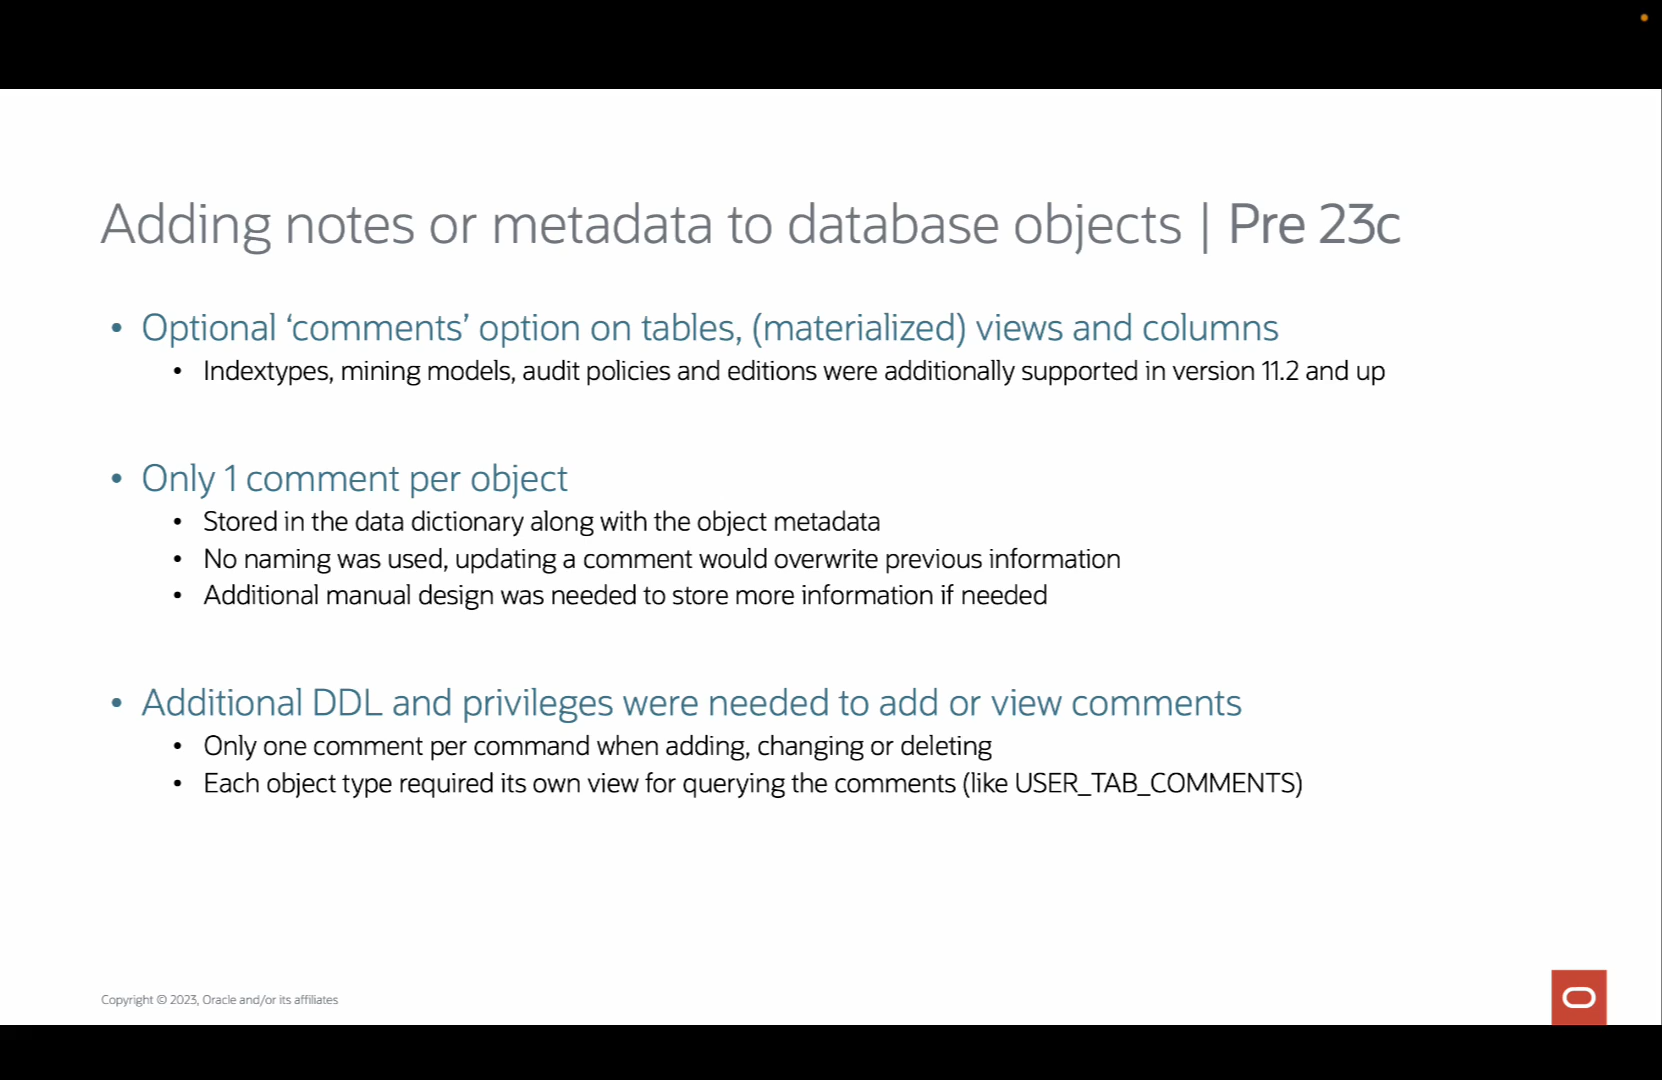 Adding notes or metadata to database objects | Pre 23c
• Optional ‘comments’ option on tables, (materialized) views and columns
• Indextypes, mining models, audit policies and editions were additionally supported in version 11.2 and up
• Only 1 comment per object
• Stored in the data dictionary along with the object metadata
• No naming was used, updating a comment would overwrite previous information
• Additional manual design was needed to store more information if needed
• Additional DDL and privileges were needed to add or view comments
• Only one comment per command when adding, changing or deleting
• Each object type required its own view for querying the comments (like USER_TAB_COMMENTS)
Copyright © 2023, Oracle and/or its affiliates